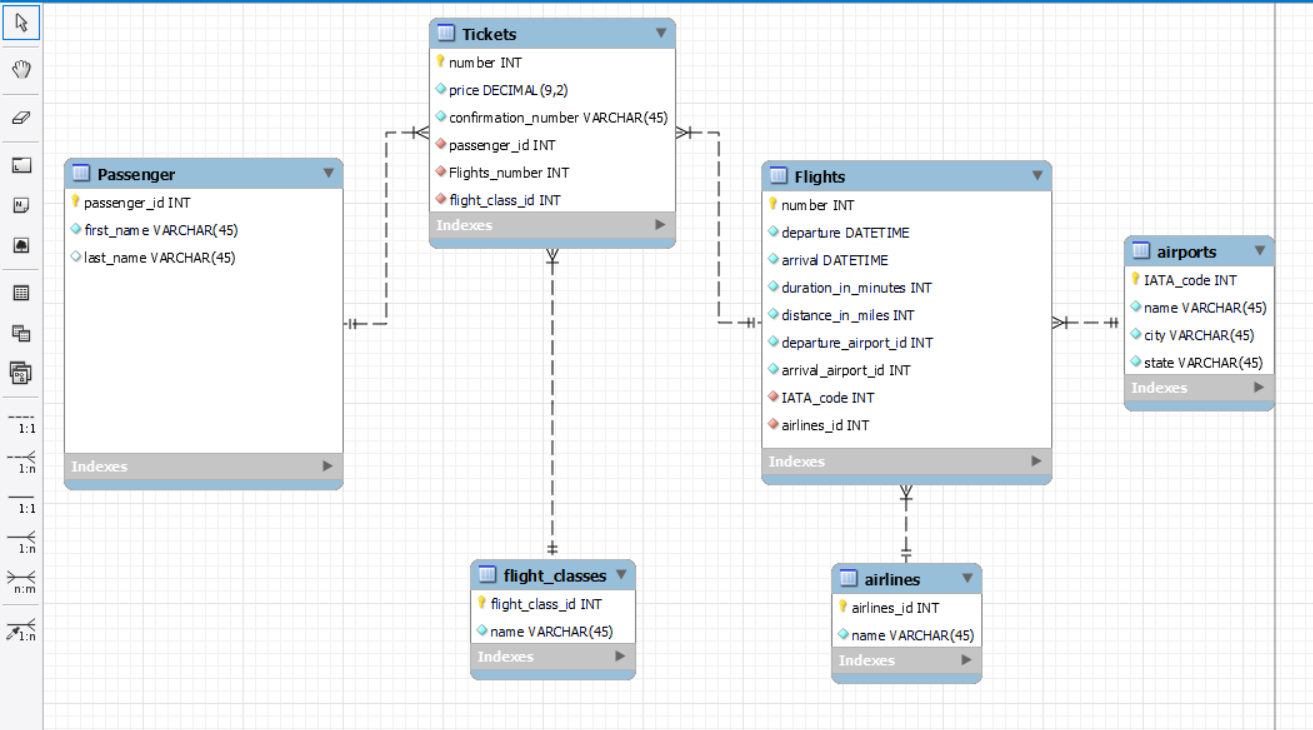 Tickets
number INT
price DECIMAL(9,2)
confirmation_number VARCHAR(45)
passenger_id INT
Flights_number INT
flight_class_id INT
Indexes
Passenger
passenger_id INT
first_name VARCHAR(45)
last_name VARCHAR(45)
Indexes
Flights
number INT
departure DATETIME
arrival DATETIME
duration_in_minutes INT
distance_in_miles INT
departure_airport_id INT
arrival_airport_id INT
IATA_code INT
airlines_id INT
Indexes
airports
IATA_code INT
name VARCHAR(45)
city VARCHAR(45)
state VARCHAR(45)
Indexes
flight_classes
flight_class_id INT
name VARCHAR(45)
Indexes
airlines
airlines_id INT
name VARCHAR(45)
Indexes
1:1
1:n
1:1
1:n
n:m
1:n